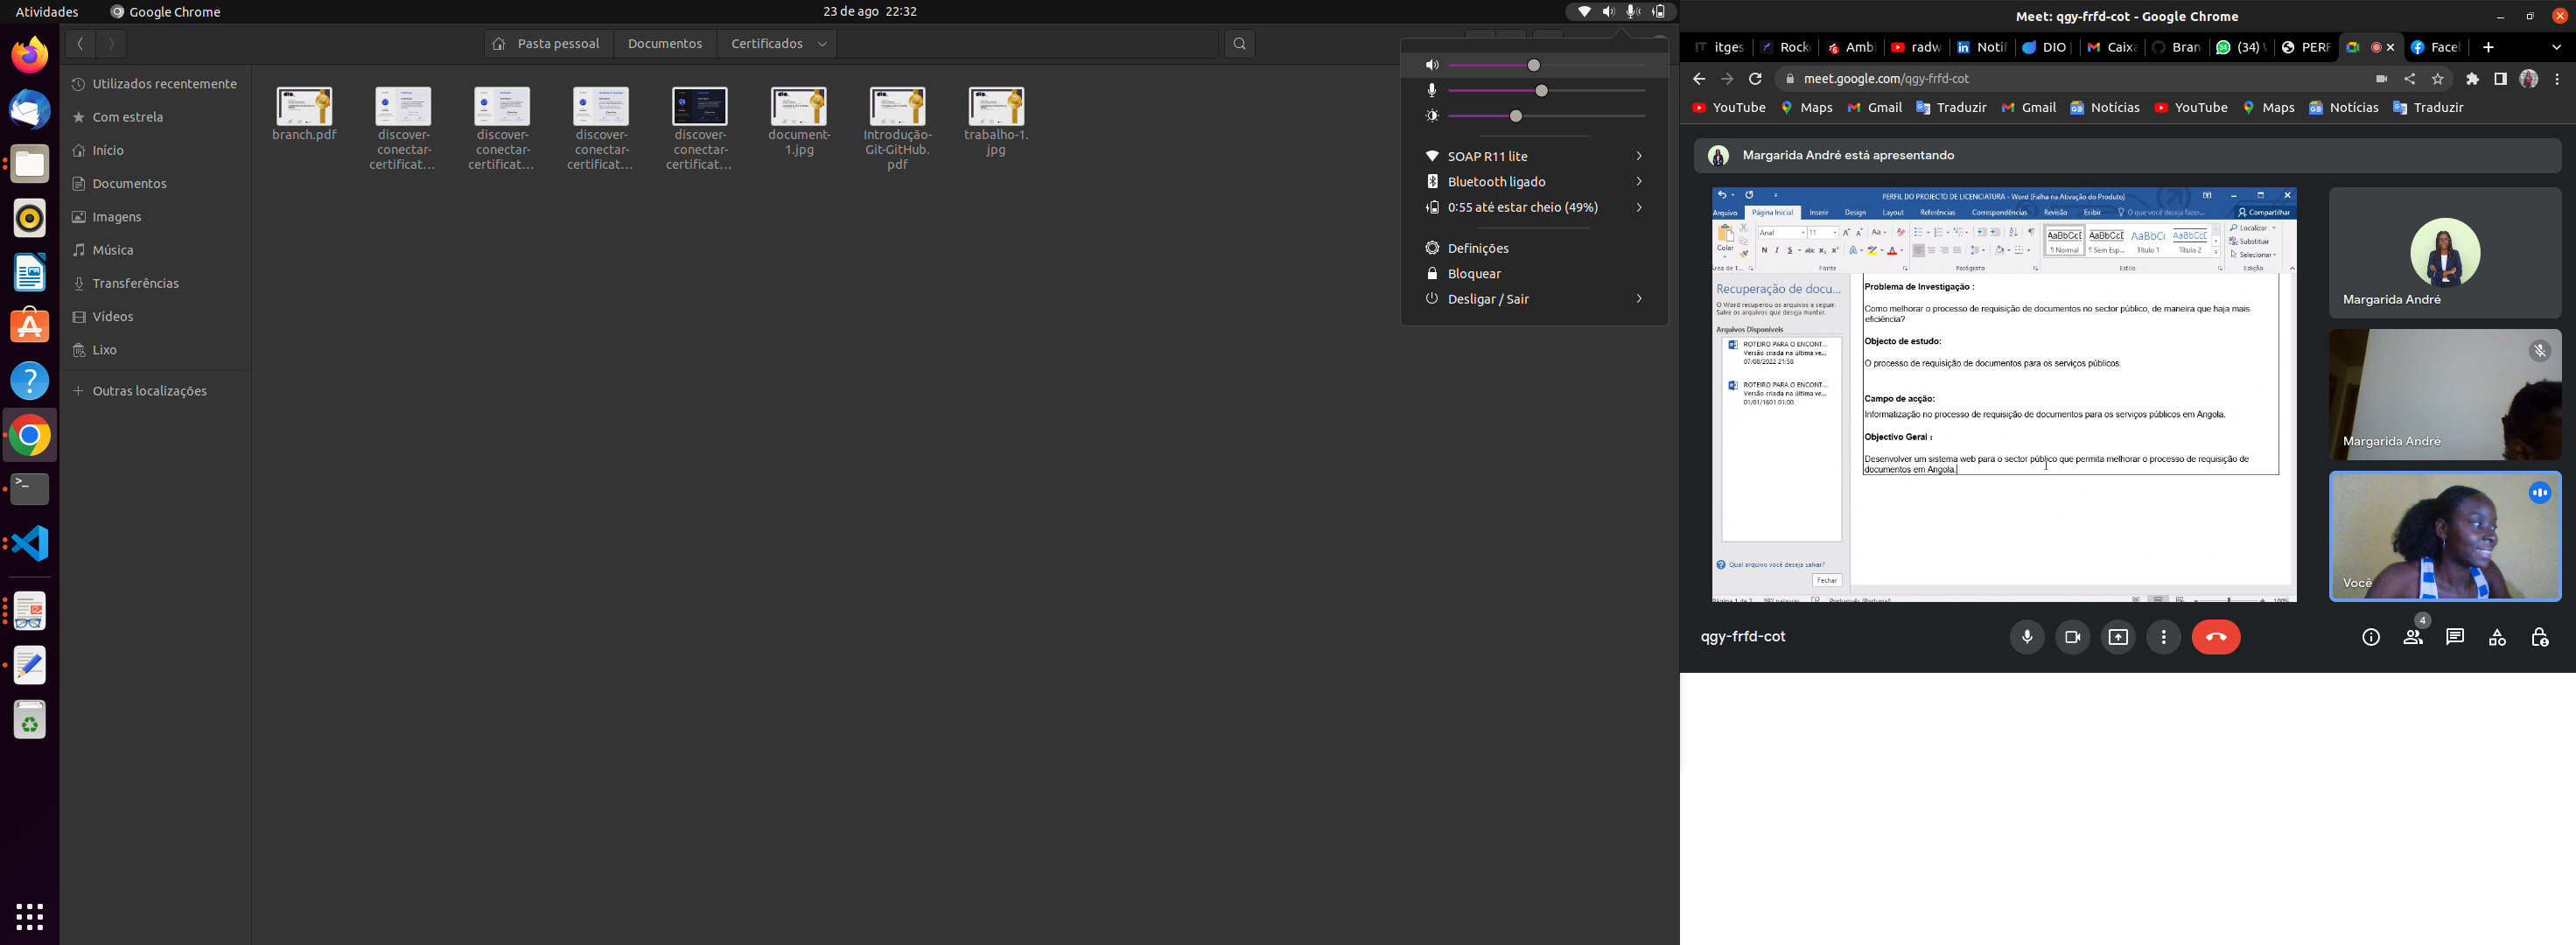 Atividades
Google Chrome
23 de ago 22:32
Pasta pessoal
Documentos
Certificados
Utilizados recentemente
Com estrela
Início
Documentos
Imagens
Música
Transferências
Vídeos
Lixo
Outras localizações
branch.pdf
discover-
conectar-
certificat…
discover-
conectar-
certificat…
discover-
conectar-
certificat…
discover-
conectar-
certificat…
document-
1.jpg
Introdução-
Git-GitHub.
pdf
trabalho-1.
jpg
SOAP R11 lite
Bluetooth ligado
0:55 até estar cheio (49%)
Definições
Bloquear
Desligar / Sair
Meet: qgy-frfd-cot - Google Chrome
itges
Rock
Amb
radw
Notif
DIO
Caixa
Bran
(34)
PERF
Facel
meet.google.com/qgy-frfd-cot
YouTube
Maps
Gmail
Traduzir
Gmail
Notícias
YouTube
Maps
Notícias
Traduzir
Margarida André está apresentando
PERFIL DO PROJECTO DE LICENCIATURA - Word (Falha na Ativação do Produto)
Arquivo
Página Inicial
Inserir
Design
Layout
Referências
Correspondências
Revisão
Exibir
O que você deseja fazer...
Compartilhar
Colar
Arial
11
Fonte
Parágrafo
AaBbCcI
¶ Normal
AaBbCcI
¶ Sem Esp...
AaBbCc
Título 1
AaBbCcE
Título 2
Estilo
Localizar
Substituir
Selecionar
Edição
Recuperação de docu...
O Word recuperou os arquivos a seguir.
Salve os arquivos que deseja manter.
Arquivos Disponíveis
ROTEIRO PARA O ENCONT...
Versão criada na última ve...
07/08/2022 21:58
ROTEIRO PARA O ENCONT...
Versão criada na última ve...
01/01/1601 01:00
Qual arquivo você deseja salvar?
Fechar
Problema de Investigação :
Como melhorar o processo de requisição de documentos no sector público, de maneira que haja mais
eficiência?
Objecto de estudo:
O processo de requisição de documentos para os serviços públicos.
Campo de acção:
Informatização no processo de requisição de documentos para os serviços públicos em Angola.
Objectivo Geral :
Desenvolver um sistema web para o sector público que permita melhorar o processo de requisição de
documentos em Angola.
Margarida André
Margarida André
Você
qgy-frfd-cot
4